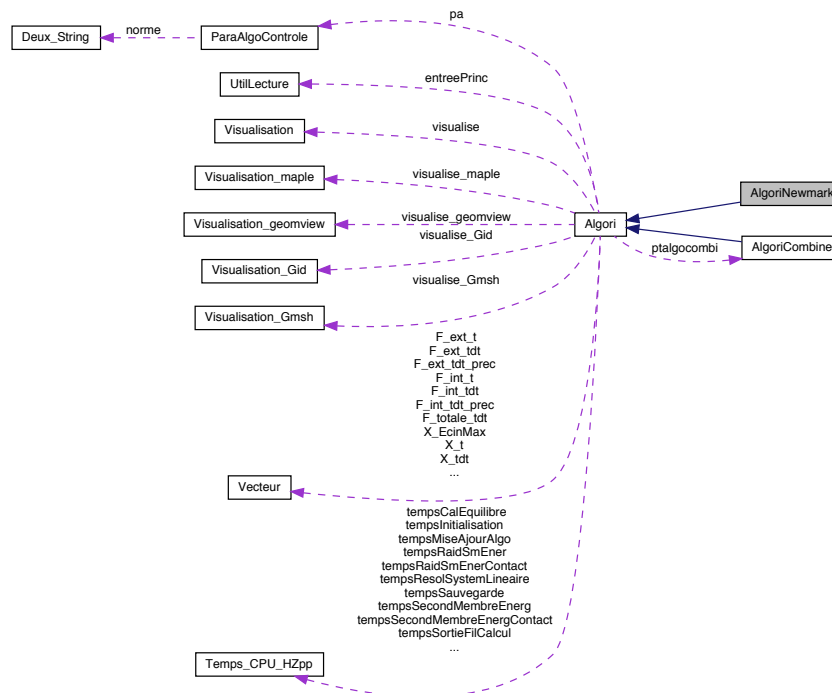 pa
norme
Deux_String
ParaAlgoControle
entreePrinc
UtilLecture
visualise
Visualisation
visualise_maple
Visualisation_maple
AlgoriNewmark
visualise_geomview
Visualisation_geomview
Algori
visualise_Gid
ptalgocombi
AlgoriCombine
Visualisation_Gid
visualise_Gmsh
Visualisation_Gmsh
F_ext_t
F_ext_tdt
F_ext_tdt_prec
F_int_t
F_int_tdt
F_int_tdt_prec
F_totale_tdt
X_EcinMax
X_t
X_tdt
...
Vecteur
tempsCalEquilibre
tempsInitialisation
tempsMiseAjourAlgo
tempsRaidSmEner
tempsRaidSmEnerContact
tempsResolSystemLineaire
tempsSauvegarde
tempsSecondMembreEnerg
tempsSecondMembreEnergContact
tempsSortieFilCalcul
...
Temps_CPU_HZpp